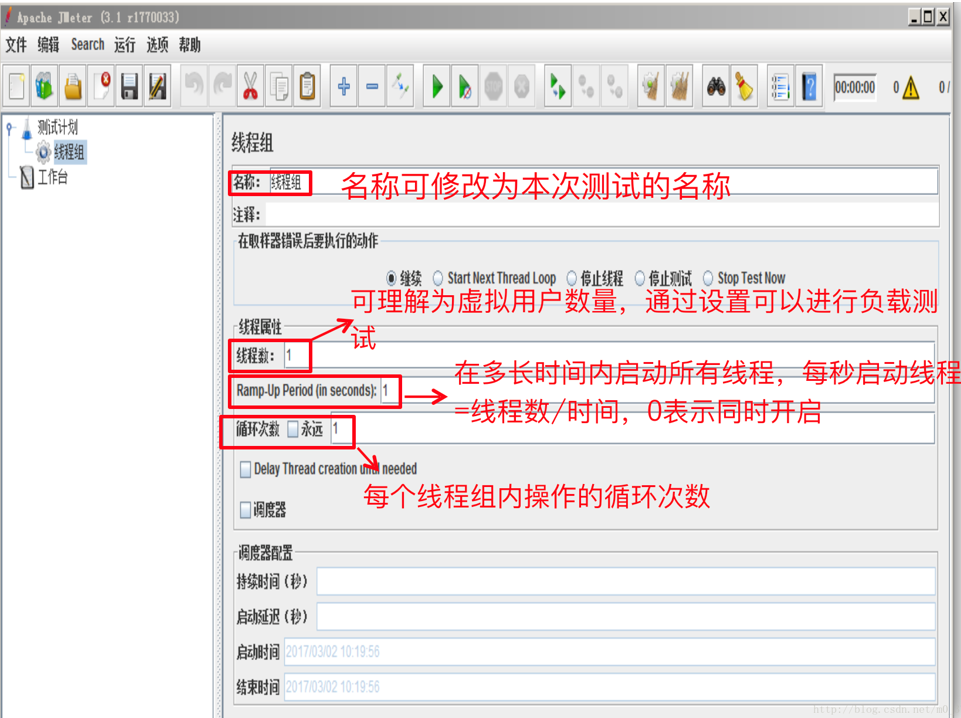 Apache JMeter (3.1 r1770033)
文件 编辑 Search 运行 选项 帮助
00:00:00 0 0 /
测试计划
线程组
工作台
线程组
名称: 线程组
名称可修改为本次测试的名称
注释:
在取样器错误后要执行的动作
继续 Start Next Thread Loop 停止线程 停止测试 Stop Test Now
可理解为虚拟用户数量，通过设置可以进行负载测
试
线程属性
线程数: 1
在多长时间内启动所有线程，每秒启动线程
=线程数/时间，0表示同时开启
Ramp-Up Period (in seconds): 1
循环次数 永远 1
Delay Thread creation until needed
每个线程组内操作的循环次数
调度器
调度器配置
持续时间（秒）
启动延迟（秒）
启动时间 2017/03/02 10:19:56
结束时间 2017/03/02 10:19:56
http://blog.csdn.net/m0